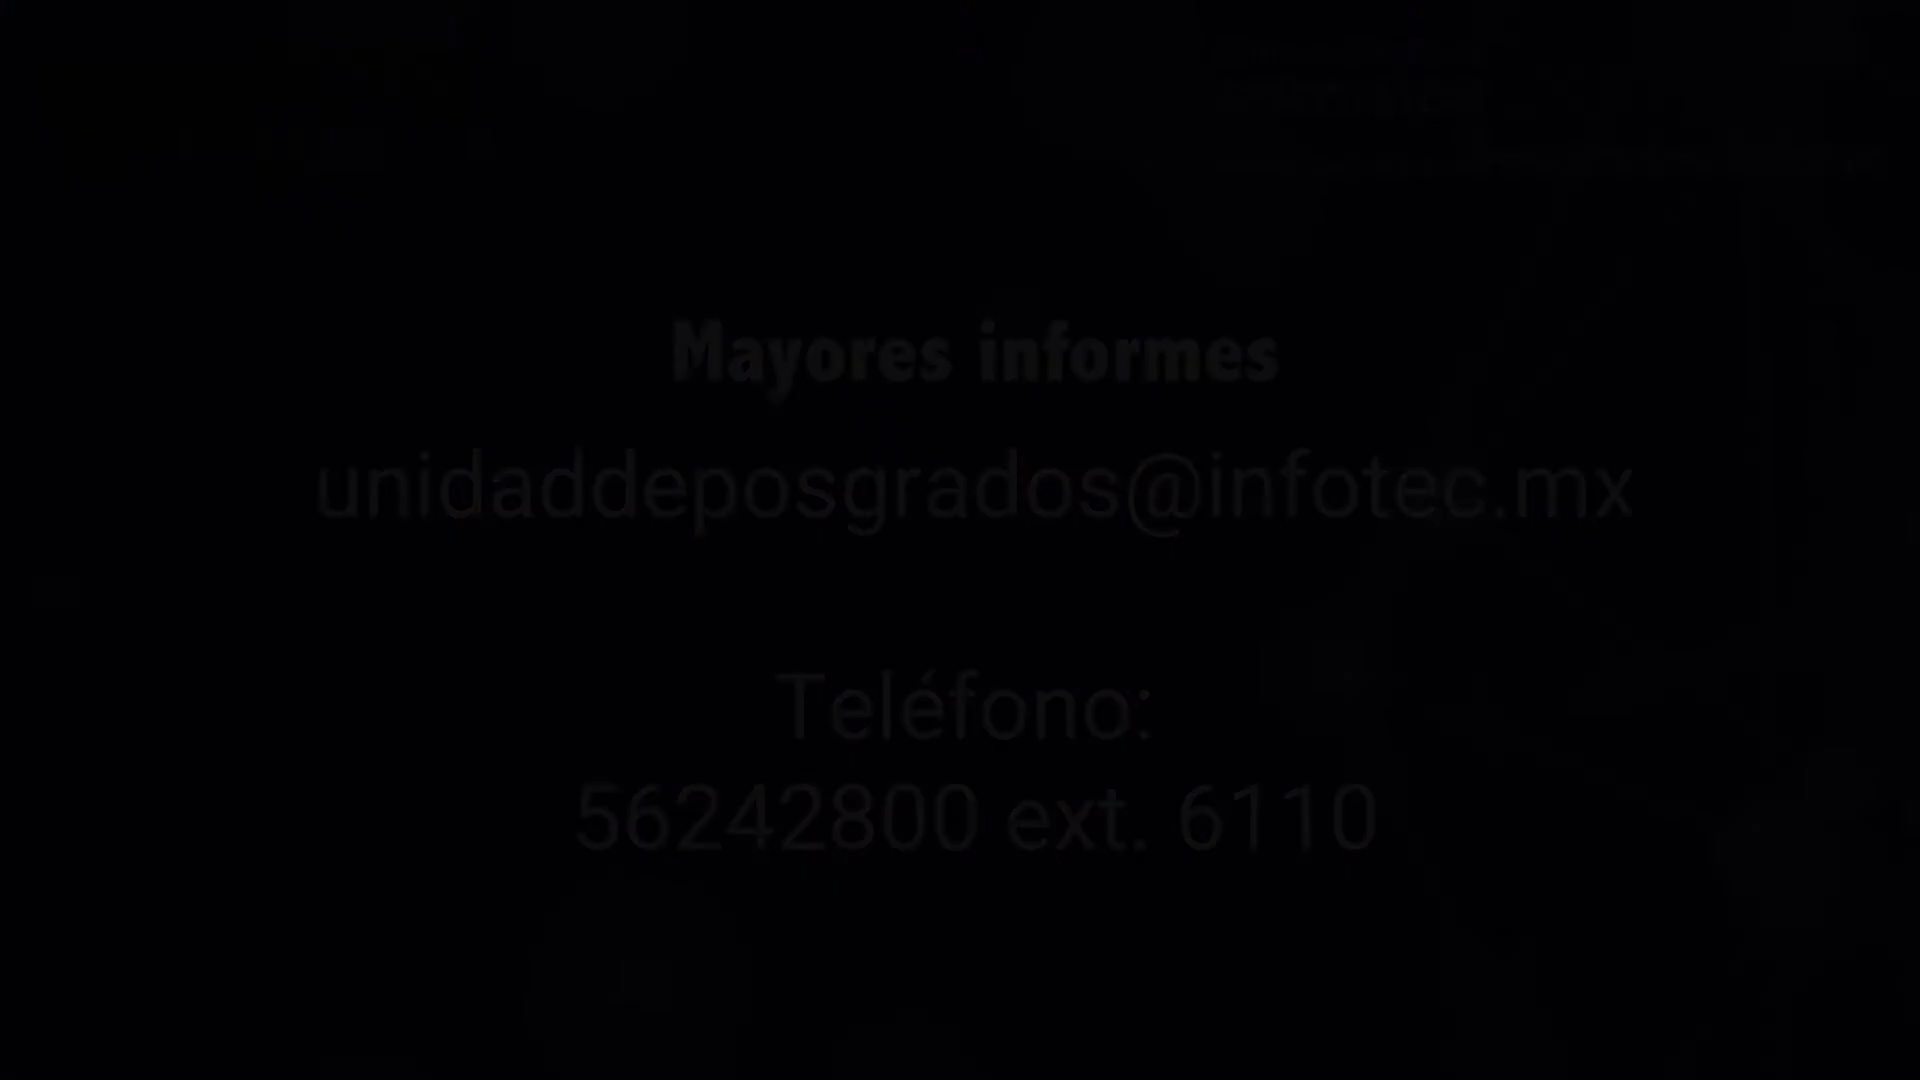 Mayores informes
unidaddeposgrados@infotec.mx
Teléfono:
56242800 ext. 6110